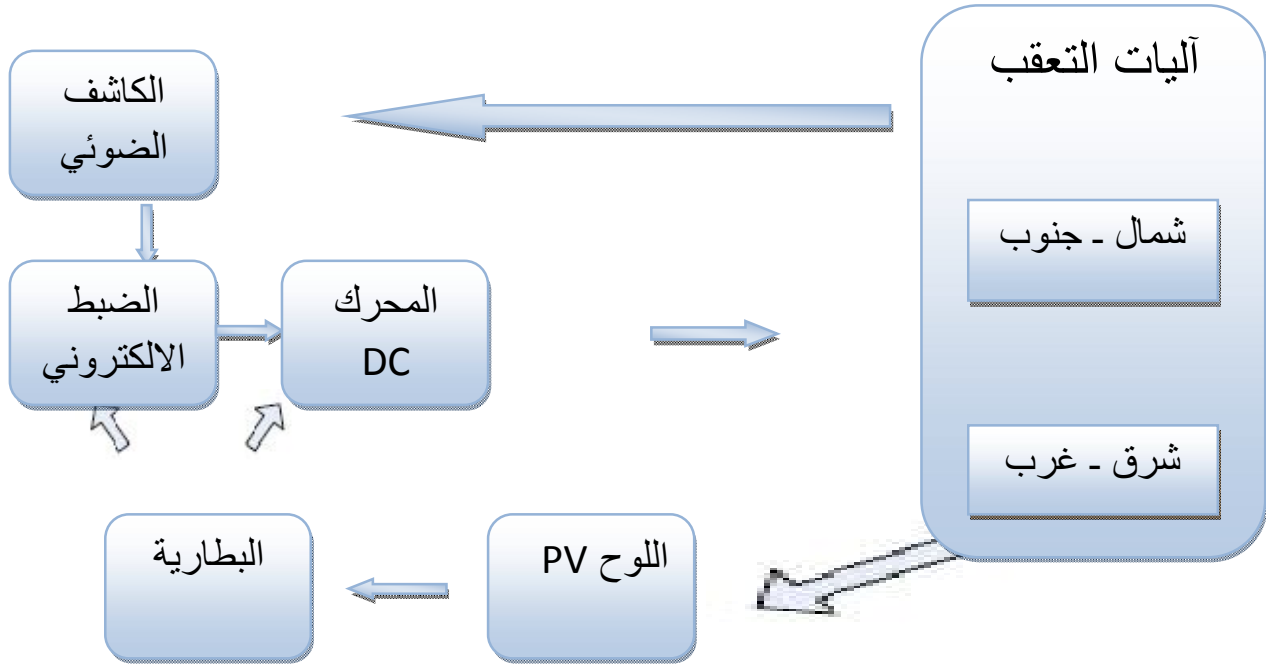 آليات التعقب
الكاشف
الضوئي
شمال ـ جنوب
الضبط
الالكتروني
المحرك
DC
شرق ـ غرب
اللوح PV
البطارية